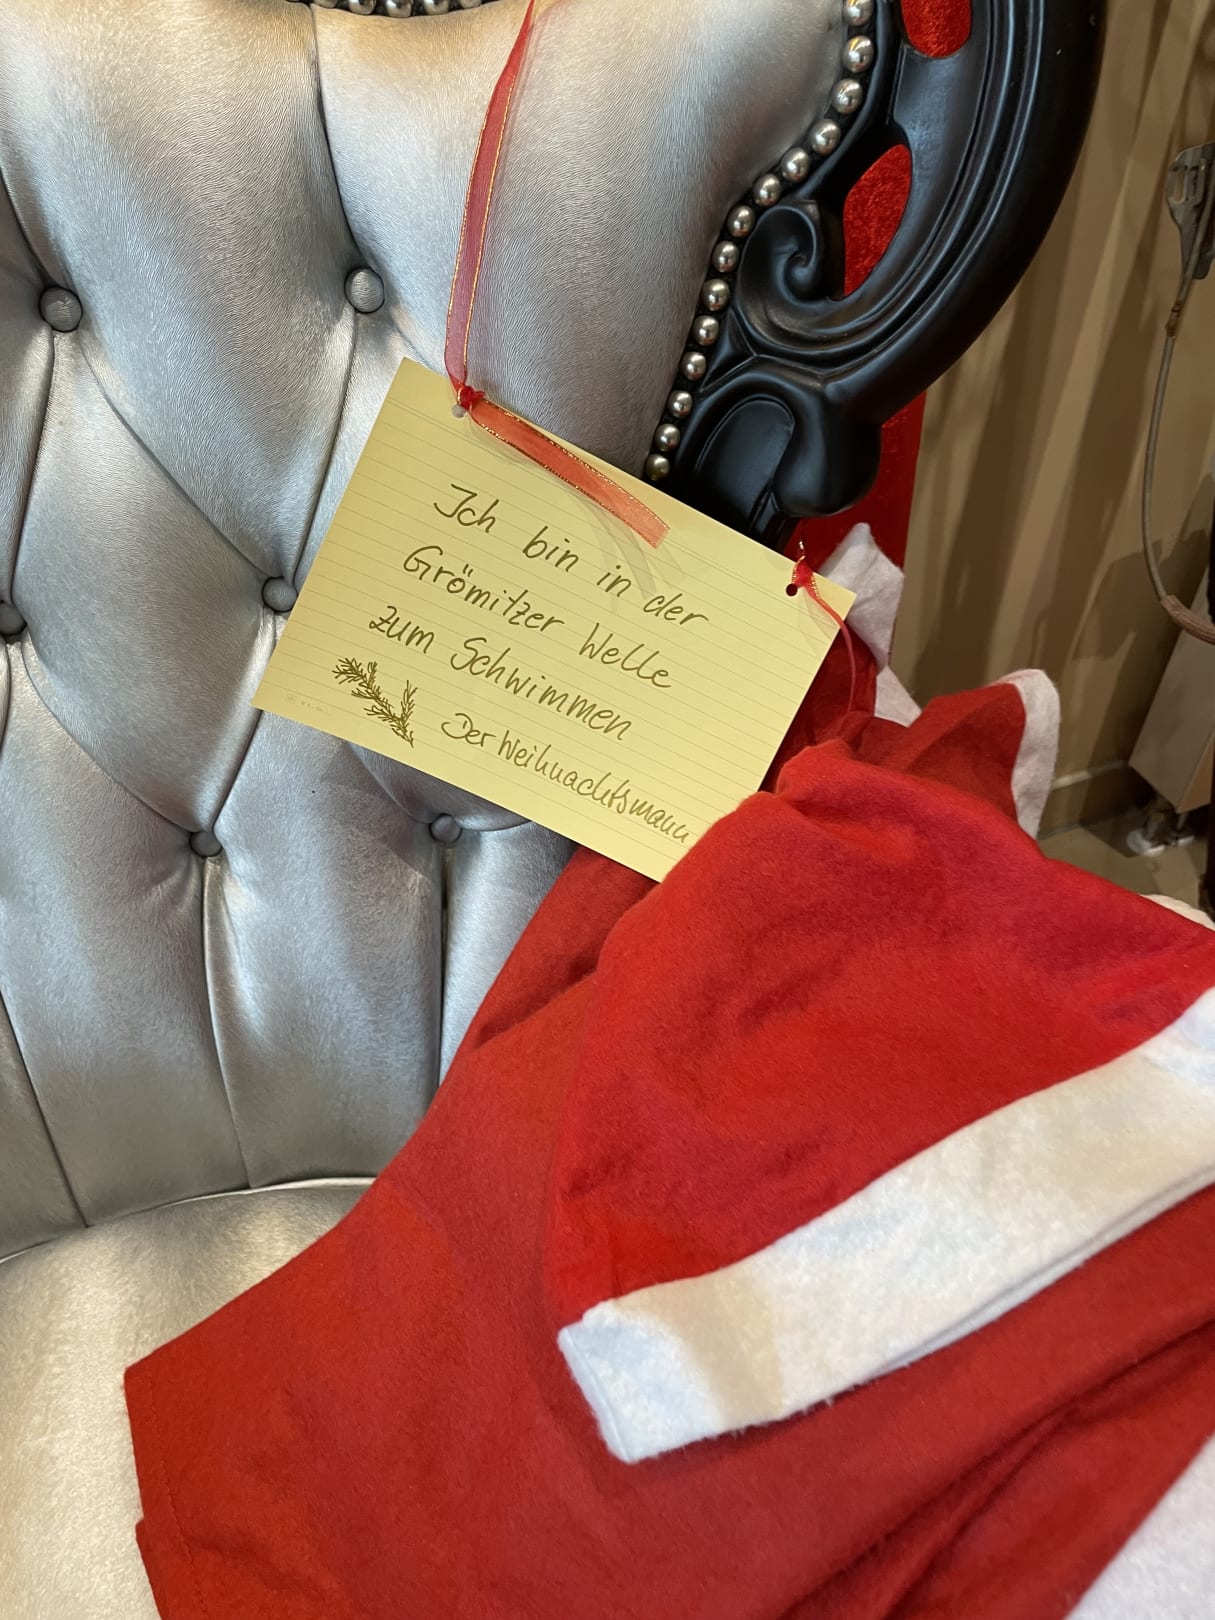 Ich bin in der
Grömitzer Welle
zum Schwimmen
Der Weihnachtsmann